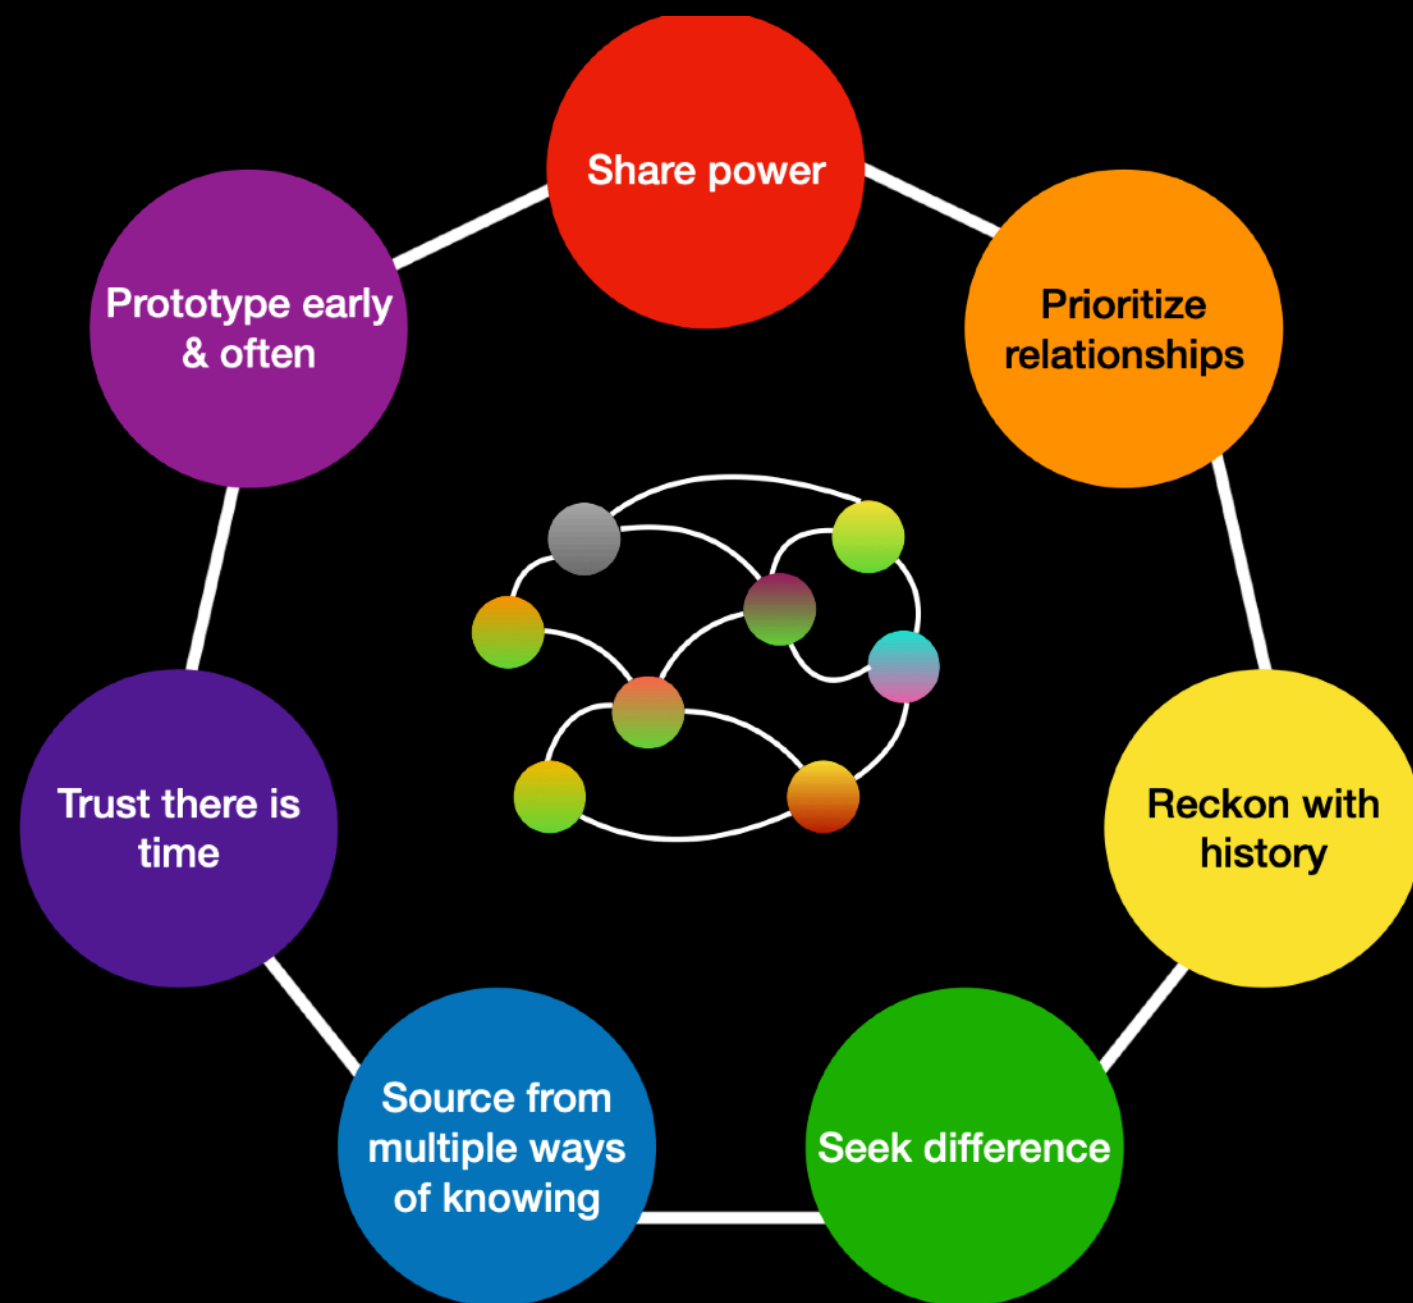 Share power
Prioritize
relationships
Reckon with
history
Seek difference
Source from
multiple ways
of knowing
Trust there is
time
Prototype early
& often